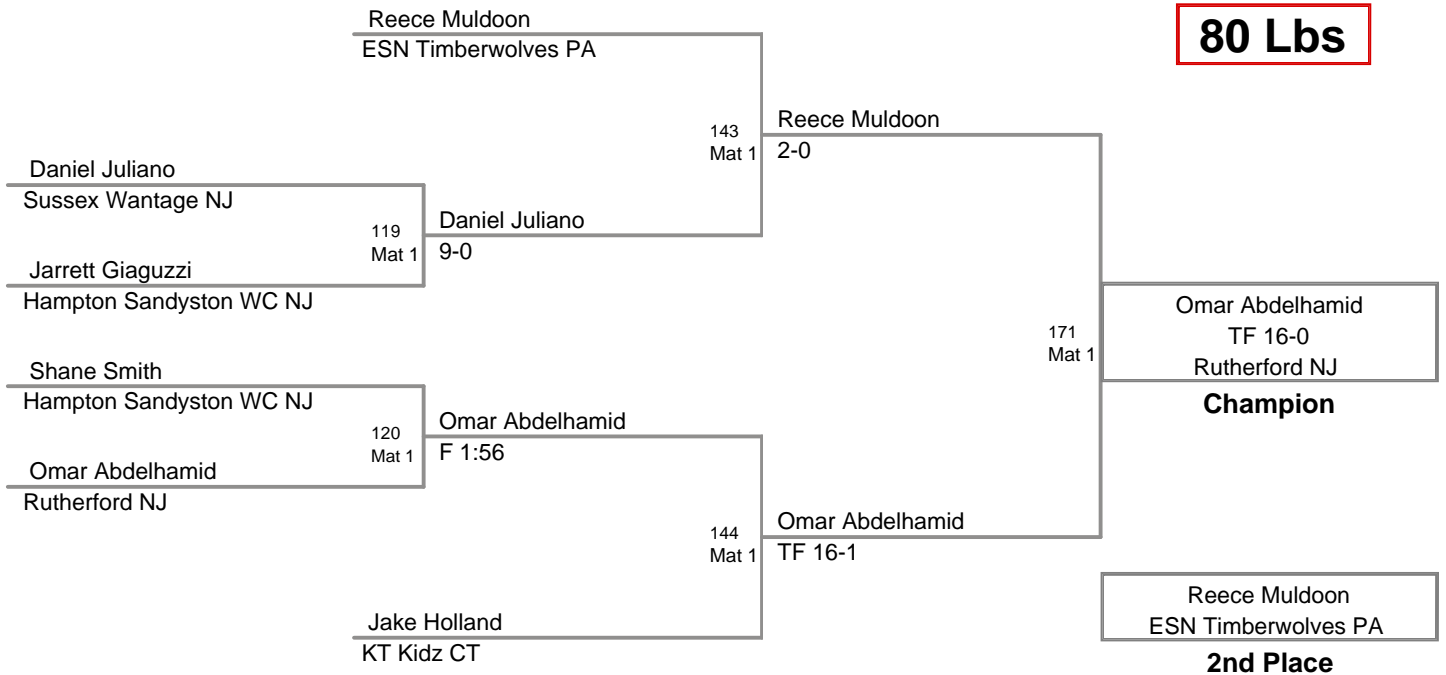 Reece Muldoon
ESN Timberwolves PA
80 Lbs
143
Mat 1
Reece Muldoon
2-0
Daniel Juliano
Sussex Wantage NJ
119
Mat 1
Daniel Juliano
9-0
Jarrett Giaguzzi
Hampton Sandyston WC NJ
171
Mat 1
Omar Abdelhamid
TF 16-0
Rutherford NJ
Champion
Shane Smith
Hampton Sandyston WC NJ
120
Mat 1
Omar Abdelhamid
F 1:56
Omar Abdelhamid
Rutherford NJ
144
Mat 1
Omar Abdelhamid
TF 16-1
Jake Holland
KT Kidz CT
Reece Muldoon
ESN Timberwolves PA
2nd Place